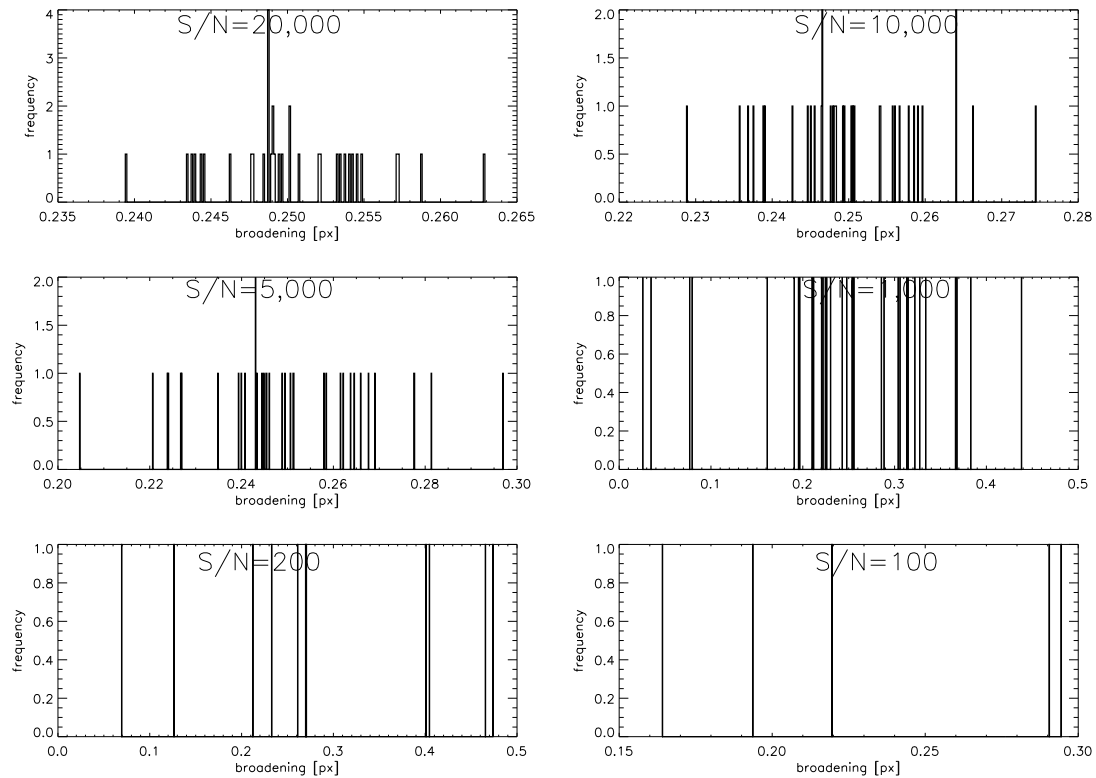 S/N=20,000
4
3
2
1
0
frequency
0.235 0.240 0.245 0.250 0.255 0.260 0.265
broadening [px]
S/N=10,000
2.0
1.5
1.0
0.5
0.0
frequency
0.22 0.23 0.24 0.25 0.26 0.27 0.28
broadening [px]
S/N=5,000
2.0
1.5
1.0
0.5
0.0
frequency
0.20 0.22 0.24 0.26 0.28 0.30
broadening [px]
S/N=1,000
1.0
0.8
0.6
0.4
0.2
0.0
frequency
0.0 0.1 0.2 0.3 0.4 0.5
broadening [px]
S/N=200
1.0
0.8
0.6
0.4
0.2
0.0
frequency
0.0 0.1 0.2 0.3 0.4 0.5
broadening [px]
S/N=100
1.0
0.8
0.6
0.4
0.2
0.0
frequency
0.15 0.20 0.25 0.30
broadening [px]